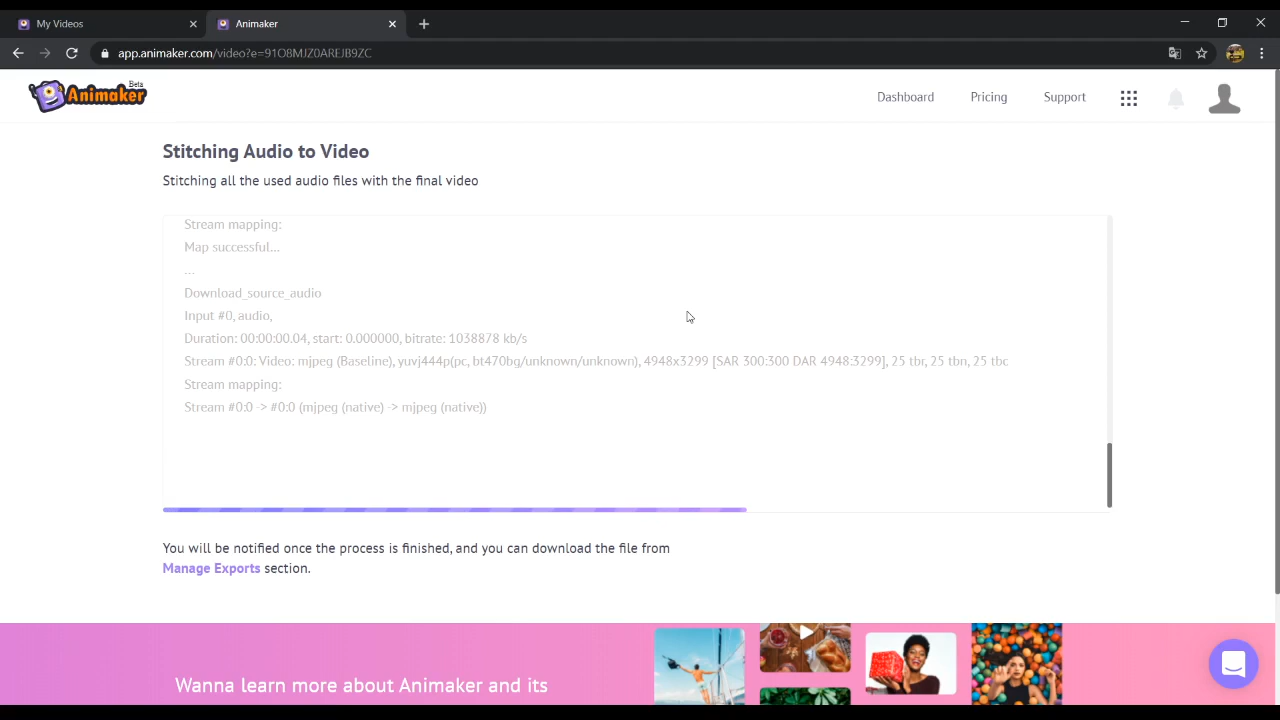 My Videos
Animaker
app.animaker.com/video?e=91O8MJZ0AREJB9ZC
Beta
Animaker
Dashboard
Pricing
Support
Stitching Audio to Video
Stitching all the used audio files with the final video
Stream mapping:
Map successful...
...
Download_source_audio
Input #0, audio,
Duration: 00:00:00.04, start: 0.000000, bitrate: 1038878 kb/s
Stream #0:0: Video: mjpeg (Baseline), yuvj444p(pc, bt470bg/unknown/unknown), 4948x3299 [SAR 300:300 DAR 4948:3299], 25 tbr, 25 tbn, 25 tbc
Stream mapping:
Stream #0:0 -> #0:0 (mjpeg (native) -> mjpeg (native))
You will be notified once the process is finished, and you can download the file from
Manage Exports section.
Wanna learn more about Animaker and its